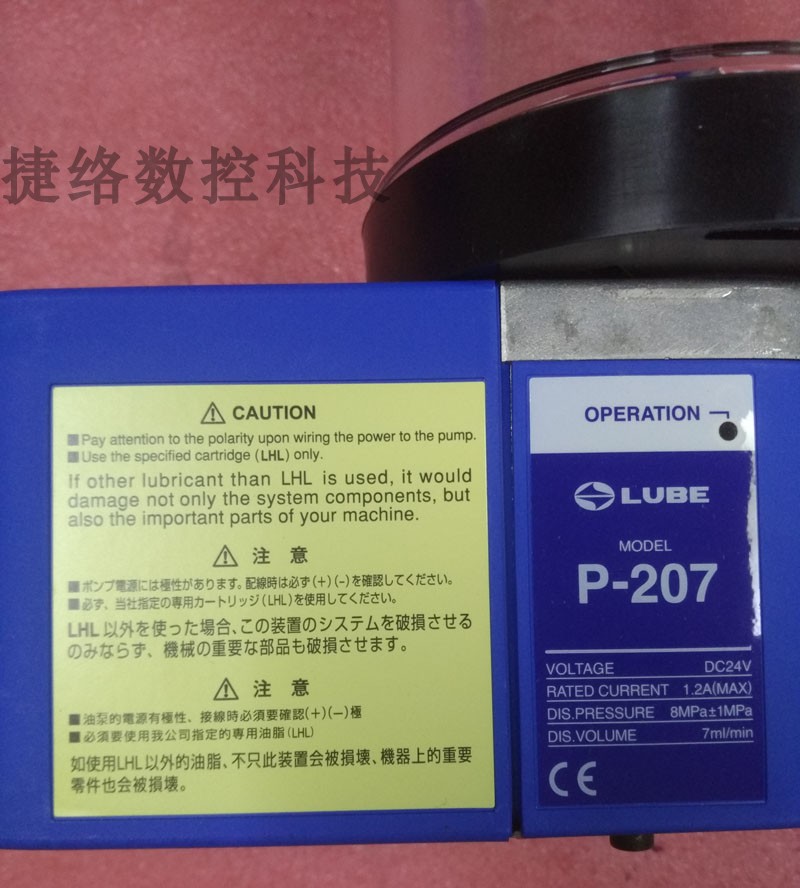 捷络数控科技
CAUTION
■Pay attention to the polarity upon wiring the power to the pump.
■Use the specified cartridge (LHL) only.
If other lubricant than LHL is used, it would
damage not only the system components, but
also the important parts of your machine.
注 意
■ポンプ電源には極性があります。配線時は必ず(+)(-)を確認してください。
■必ず、当社指定の専用カートリッジ(LHL)を使用してください。
LHL以外を使った場合、この装置のシステムを破損させる
のみならず、機械の重要な部品も破損させます。
注 意
■油泵的電源有極性、接線時必須要確認(+)(-)極
■必須要使用我公司指定的専用油脂(LHL)
如使用LHL以外的油脂、不只此装置会被損壊、機器上的重要
零件也会被損壊。
OPERATION
LUBE
MODEL
P-207
VOLTAGE DC24V
RATED CURRENT 1.2A(MAX)
DIS.PRESSURE 8MPa±1MPa
DIS.VOLUME 7ml/min
CE